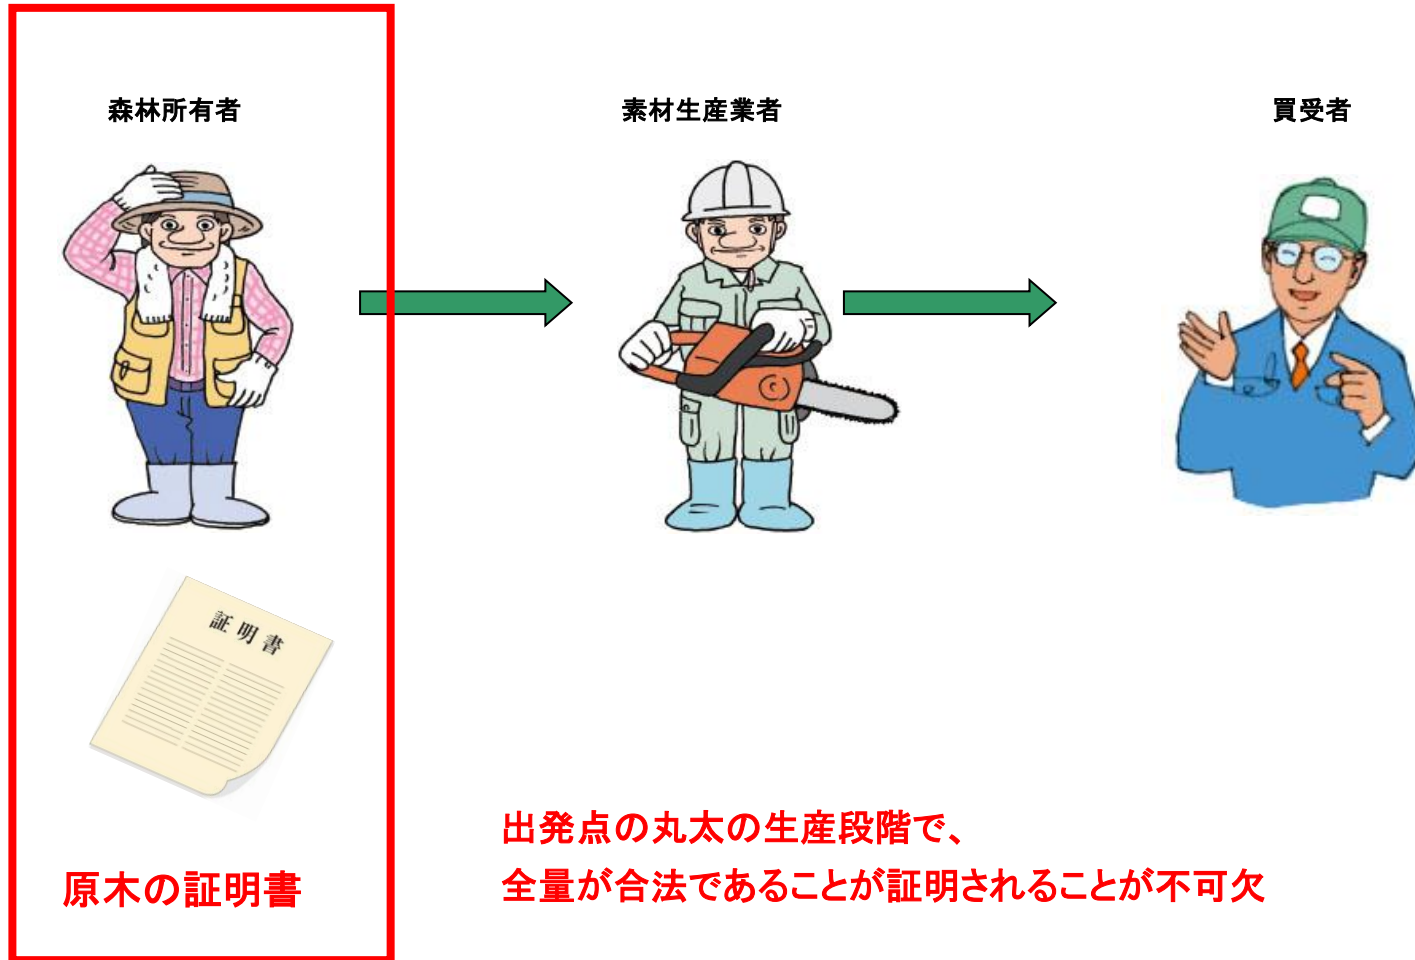 森林所有者
素材生産業者
買受者
証明書
原木の証明書
出発点の丸太の生産段階で、
全量が合法であることが証明されることが不可欠